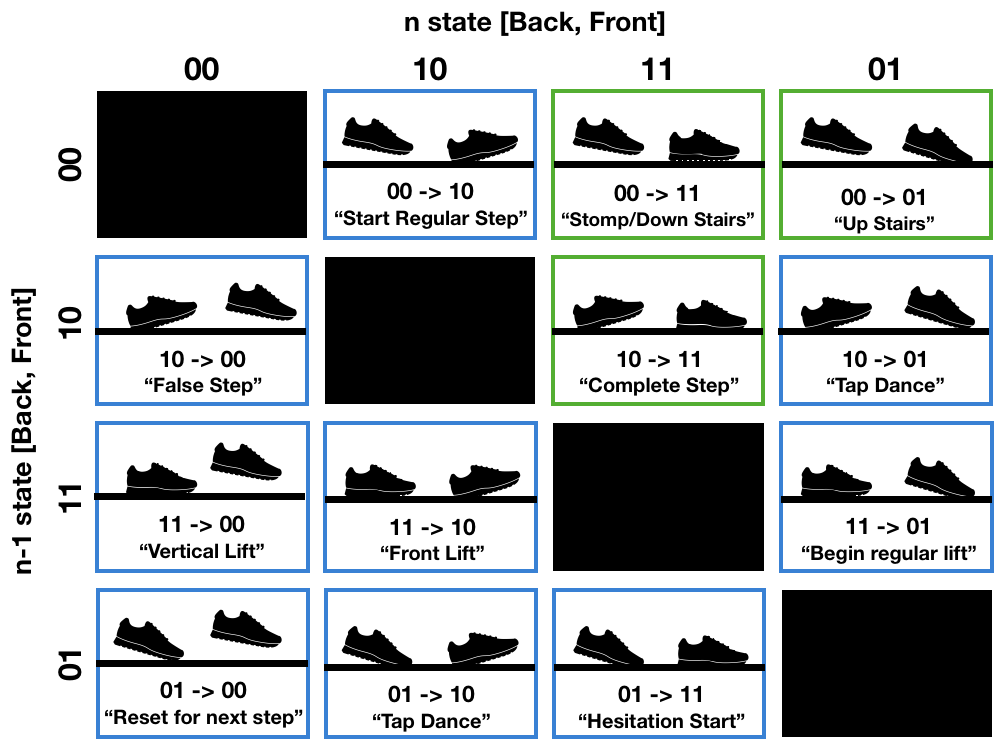 n state [Back, Front]
00
10
11
01
n-1 state [Back, Front]
00
00 -> 10
“Start Regular Step”
00 -> 11
“Stomp/Down Stairs”
00 -> 01
“Up Stairs”
10
10 -> 00
“False Step”
10 -> 11
“Complete Step”
10 -> 01
“Tap Dance”
11
11 -> 00
“Vertical Lift”
11 -> 10
“Front Lift”
11 -> 01
“Begin regular lift”
01
01 -> 00
“Reset for next step”
01 -> 10
“Tap Dance”
01 -> 11
“Hesitation Start”